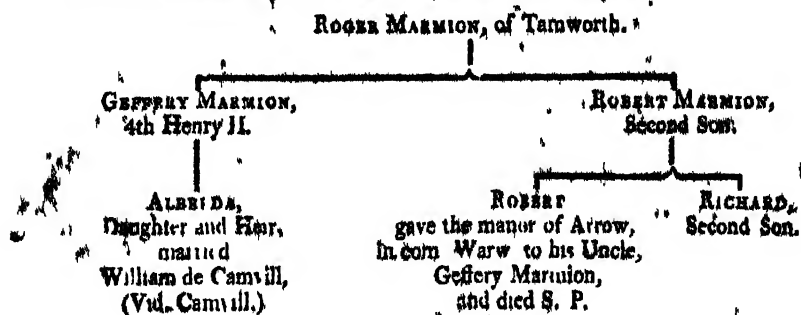 ROGER MARMION, of Tamworth.
GEFFERY MARMION,
4th Henry II.
ROBERT MARMION,
Second Son.
ALBREDA,
Daughter and Heir,
married
William de Camvill,
(Vid. Camvill.)
ROBERT
gave the manor of Arrow,
In com Warw to his Uncle,
Geffery Marmion,
and died S. P.
RICHARD,
Second Son.